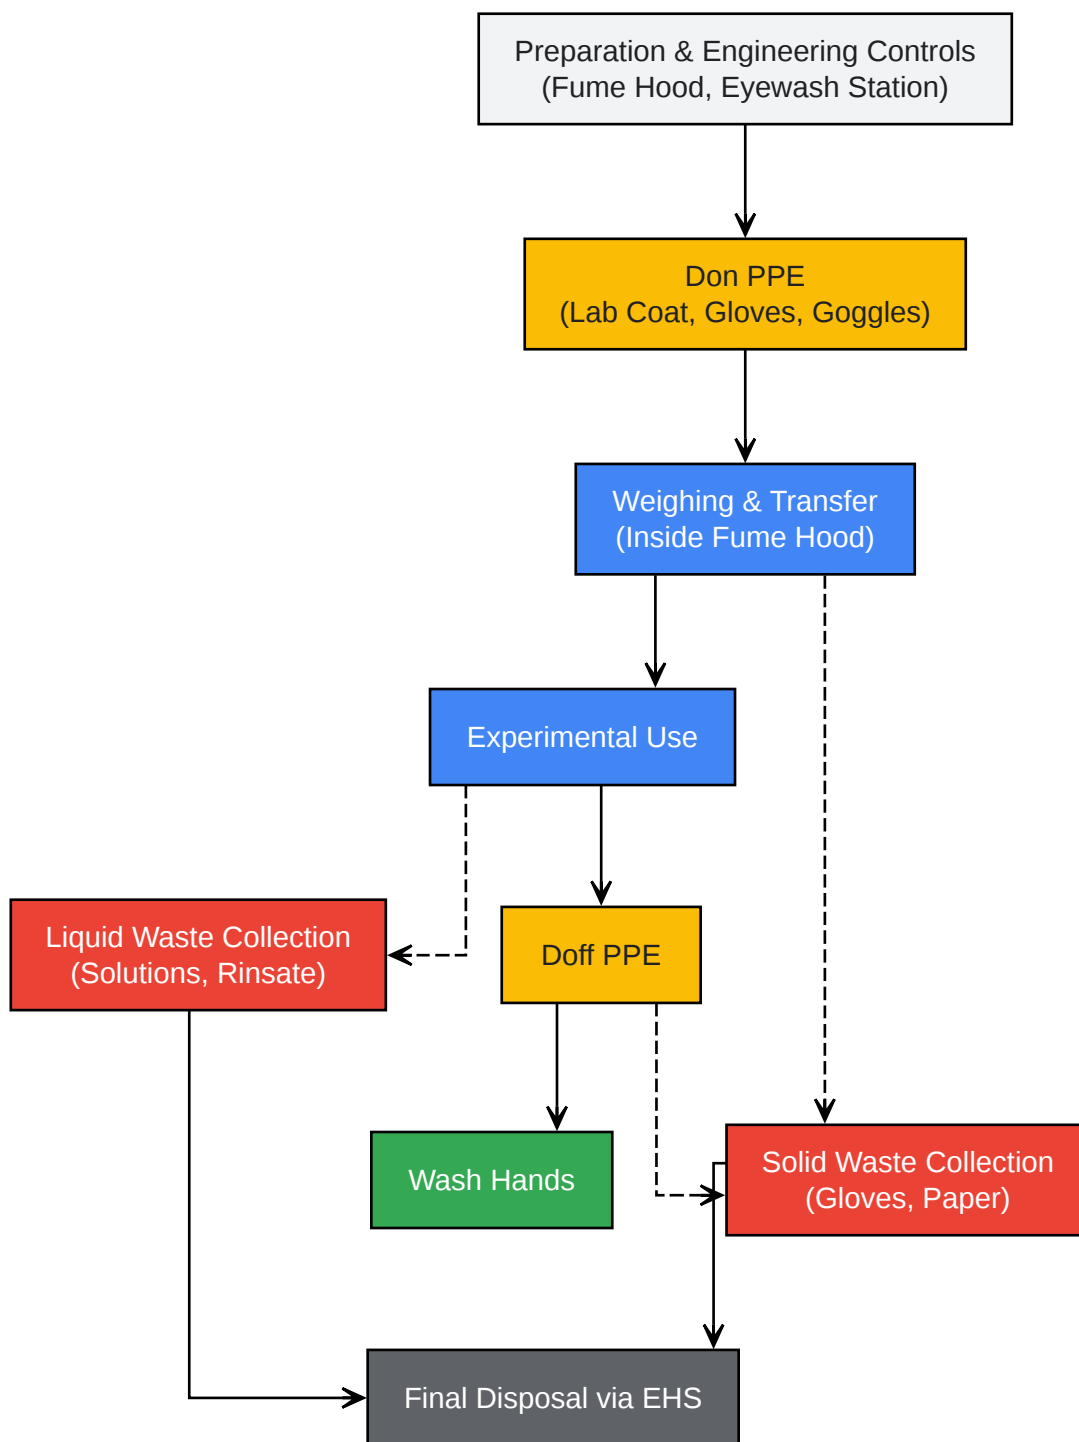 Preparation & Engineering Controls
(Fume Hood, Eyewash Station)
Don PPE
(Lab Coat, Gloves, Goggles)
Weighing & Transfer
(Inside Fume Hood)
Experimental Use
Liquid Waste Collection
(Solutions, Rinsate)
Doff PPE
Wash Hands
Solid Waste Collection
(Gloves, Paper)
Final Disposal via EHS